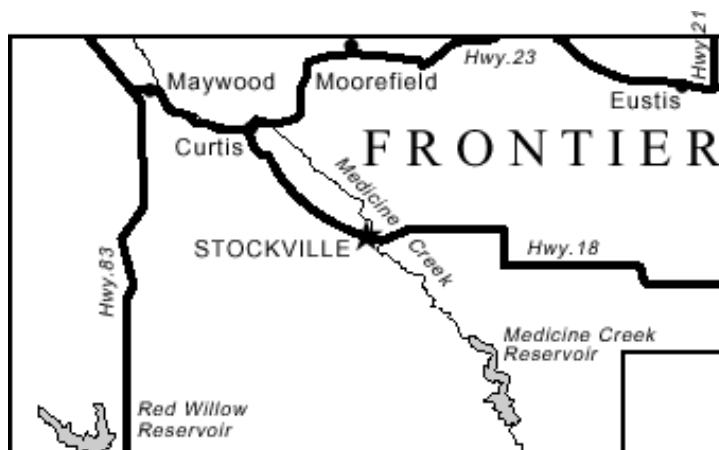 Hwy.21
Hwy.23
Maywood
Moorefield
Eustis
Curtis
FRONTIER
Medicine Creek
STOCKVILLE
Hwy.18
Hwy.83
Medicine Creek
Reservoir
Red Willow
Reservoir